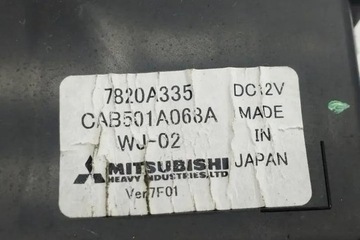 7820A335
CAB501A068A
WJ-02
MITSUBISHI
HEAVY INDUSTRIES,LTD
Ver7F01
DC12V
MADE
IN
JAPAN